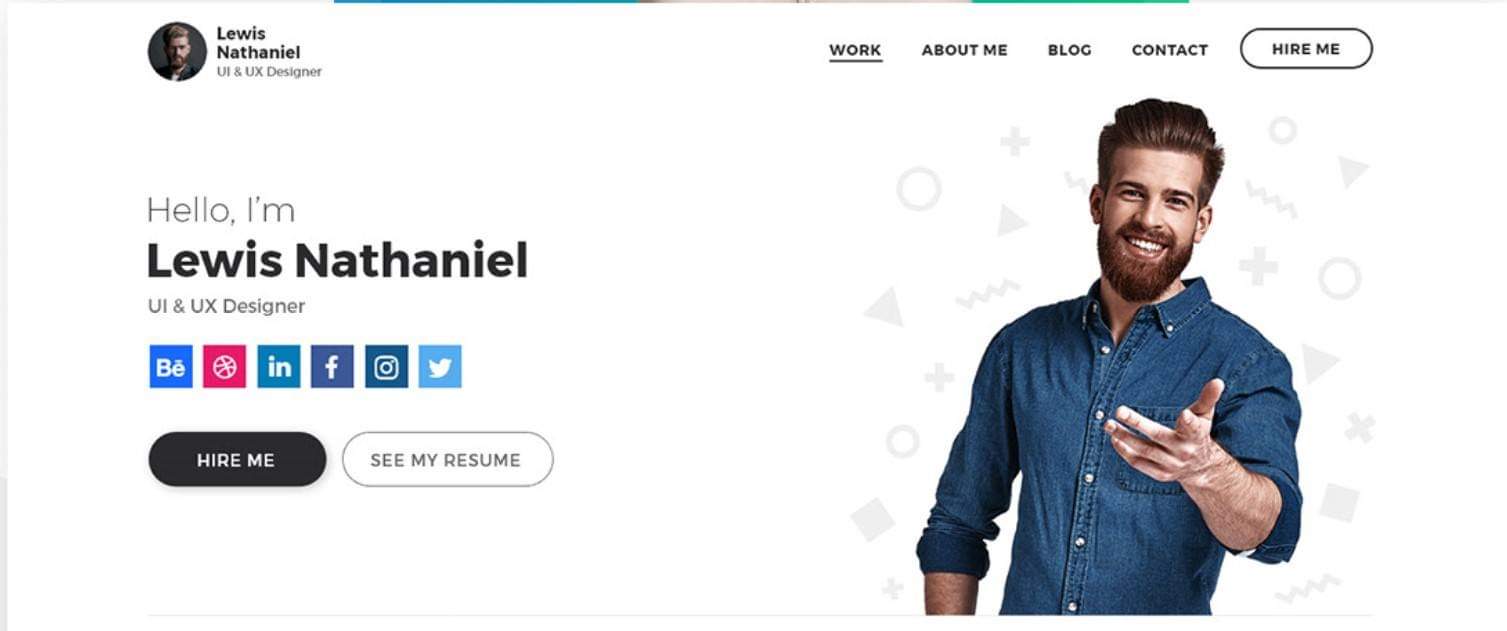 Lewis
Nathaniel
UI & UX Designer
WORK ABOUT ME BLOG CONTACT HIRE ME
Hello, I'm
Lewis Nathaniel
UI & UX Designer
Bē in f
HIRE ME SEE MY RESUME